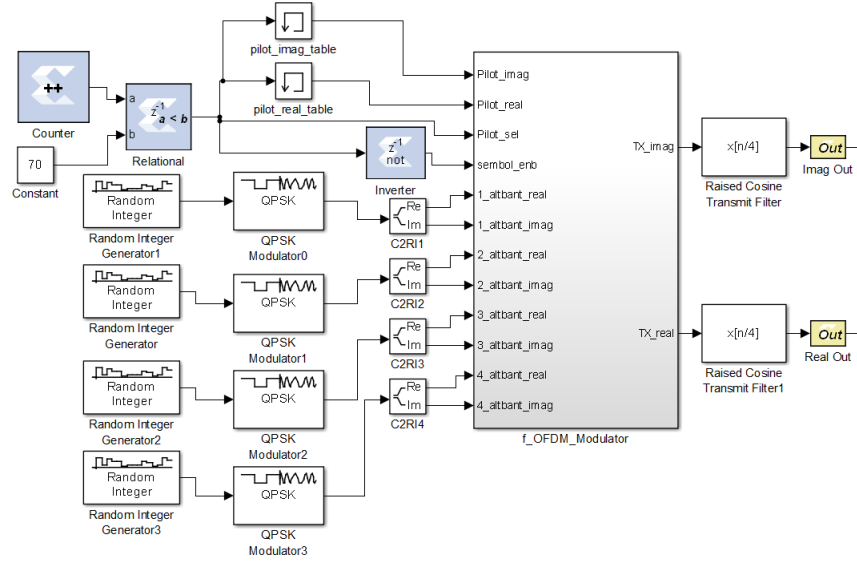 pilot_imag_table
++
Counter
a
b
z-1
a < b
Relational
70
Constant
pilot_real_table
z-1
not
Inverter
Pilot_imag
Pilot_real
Pilot_sel
sembol_enb
1_altbant_real
1_altbant_imag
2_altbant_real
2_altbant_imag
3_altbant_real
3_altbant_imag
4_altbant_real
4_altbant_imag
TX_imag
TX_real
f_OFDM_Modulator
Random
Integer
Random Integer
Generator1
QPSK
QPSK
Modulator0
Re
Im
C2RI1
Random
Integer
Random Integer
Generator
QPSK
QPSK
Modulator1
Re
Im
C2RI2
Random
Integer
Random Integer
Generator2
QPSK
QPSK
Modulator2
Re
Im
C2RI3
Random
Integer
Random Integer
Generator3
QPSK
QPSK
Modulator3
Re
Im
C2RI4
x[n/4]
Raised Cosine
Transmit Filter
Out
Imag Out
x[n/4]
Raised Cosine
Transmit Filter1
Out
Real Out